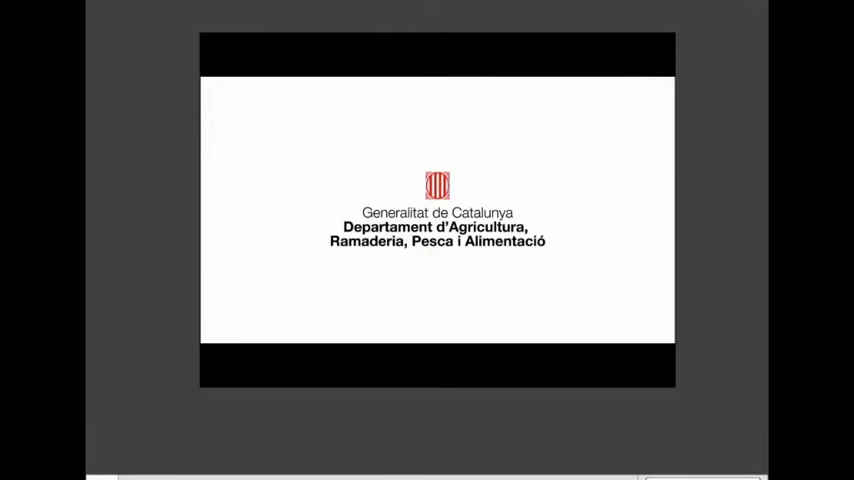 Generalitat de Catalunya
Departament d'Agricultura,
Ramaderia, Pesca i Alimentació